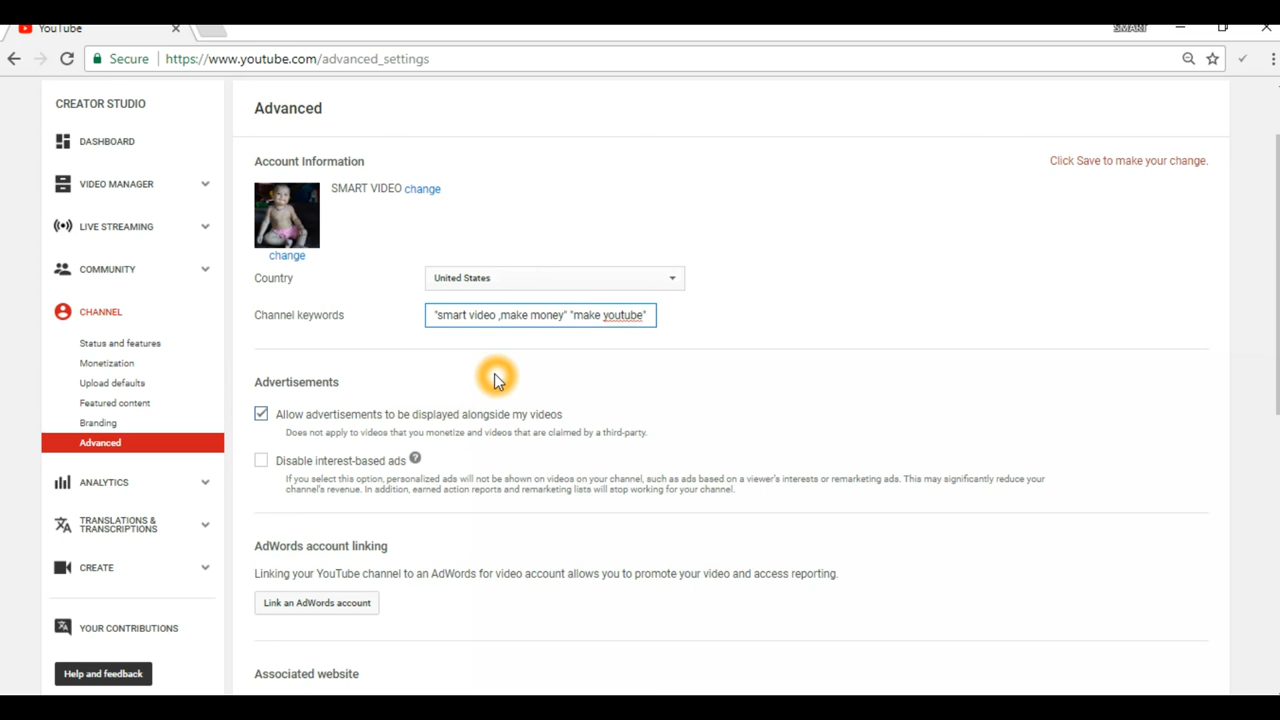 YouTube
SMART
Secure
https://www.youtube.com/advanced_settings
CREATOR STUDIO
DASHBOARD
VIDEO MANAGER
LIVE STREAMING
COMMUNITY
CHANNEL
Status and features
Monetization
Upload defaults
Featured content
Branding
Advanced
ANALYTICS
TRANSLATIONS &
TRANSCRIPTIONS
CREATE
YOUR CONTRIBUTIONS
Help and feedback
Advanced
Account Information
Click Save to make your change.
SMART VIDEO change
change
Country
United States
Channel keywords
"smart video ,make money" "make youtube"
Advertisements
Allow advertisements to be displayed alongside my videos
Does not apply to videos that you monetize and videos that are claimed by a third-party.
Disable interest-based ads ?
If you select this option, personalized ads will not be shown on videos on your channel, such as ads based on a viewer's interests or remarketing ads. This may significantly reduce your
channel's revenue. In addition, earned action reports and remarketing lists will stop working for your channel.
AdWords account linking
Linking your YouTube channel to an AdWords for video account allows you to promote your video and access reporting.
Link an AdWords account
Associated website